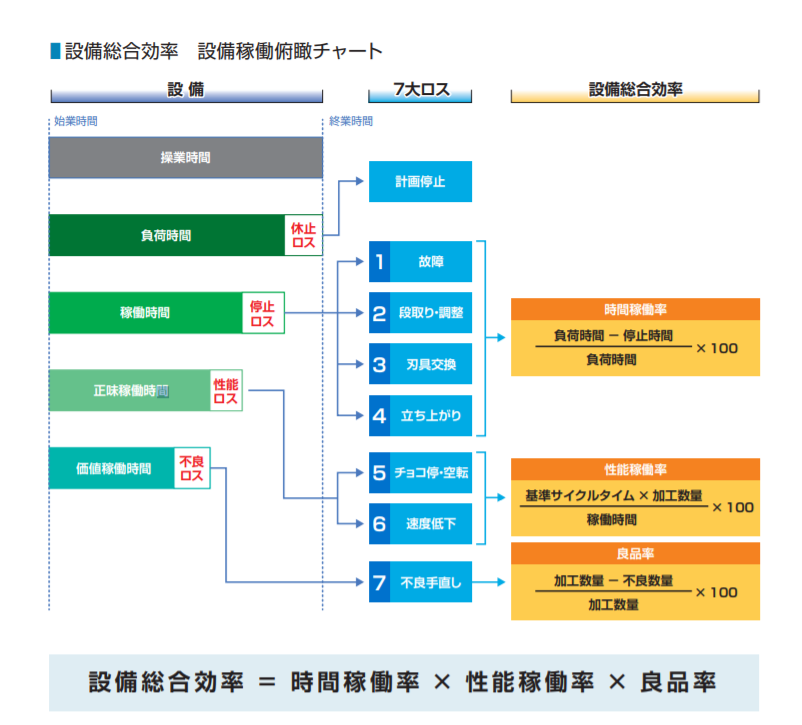 設備総合効率 設備稼働俯瞰チャート
設 備
7大ロス
設備総合効率
始業時間
終業時間
操業時間
計画停止
負荷時間
休止
ロス
1 故障
稼働時間
停止
ロス
2 段取り・調整
3 刃具交換
時間稼働率
負荷時間 － 停止時間
負荷時間
× 100
正味稼働時間
性能
ロス
4 立ち上がり
価値稼働時間
不良
ロス
5 チョコ停・空転
6 速度低下
性能稼働率
基準サイクルタイム × 加工数量
稼働時間
× 100
7 不良手直し
良品率
加工数量 － 不良数量
加工数量
× 100
設備総合効率 ＝ 時間稼働率 × 性能稼働率 × 良品率